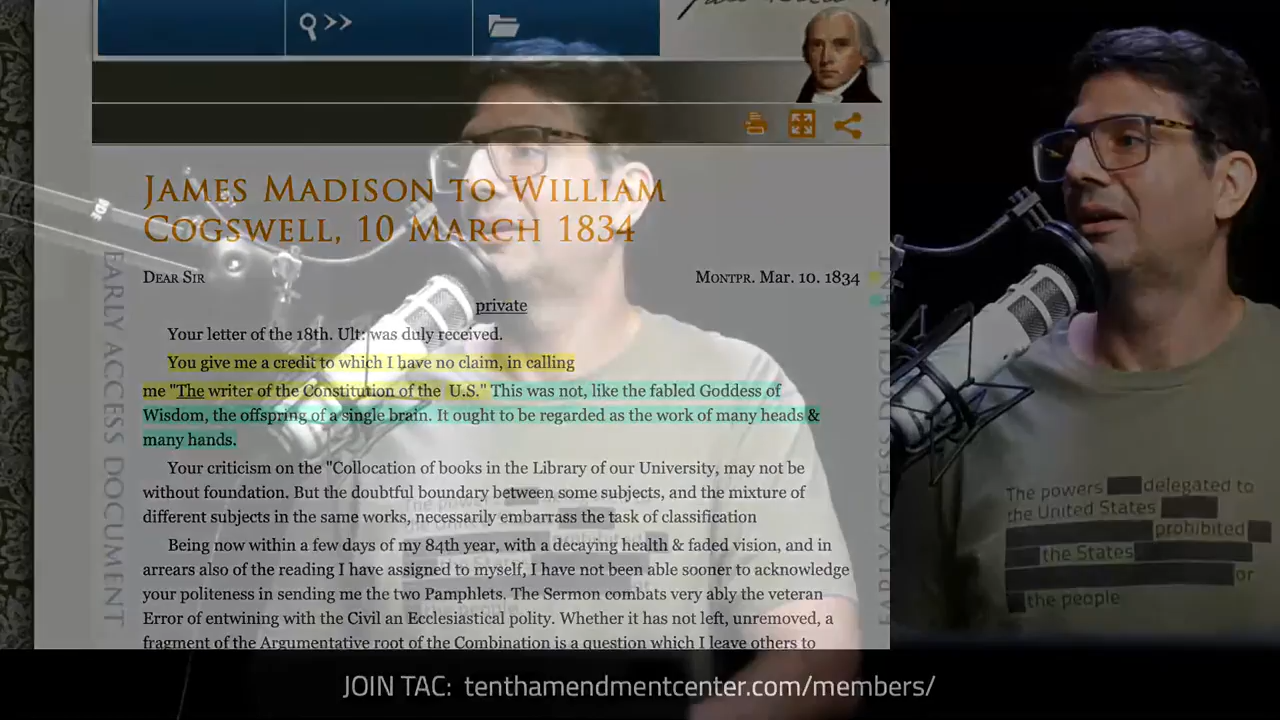 JAMES MADISON TO WILLIAM
COGSWELL, 10 MARCH 1834
DEAR SIR
MONTPR. Mar. 10. 1834
private
Your letter of the 18th. Ult: was duly received.
You give me a credit to which I have no claim, in calling
me "The writer of the Constitution of the U.S." This was not, like the fabled Goddess of
Wisdom, the offspring of a single brain. It ought to be regarded as the work of many heads &
many hands.
Your criticism on the "Collocation of books in the Library of our University, may not be
without foundation. But the doubtful boundary between some subjects, and the mixture of
different subjects in the same works, necessarily embarrass the task of classification
Being now within a few days of my 84th year, with a decaying health & faded vision, and in
arrears also of the reading I have assigned to myself, I have not been able sooner to acknowledge
your politeness in sending me the two Pamphlets. The Sermon combats very ably the veteran
Error of entwining with the Civil an Ecclesiastical polity. Whether it has not left, unremoved, a
fragment of the Argumentative root of the Combination is a question which I leave others to
EARLY ACCESS DOCUMENT
EARLY ACCESS DOCUMENT
The powers delegated to
the United States
prohibited
the States
or
the people
JOIN TAC: tenthamendmentcenter.com/members/